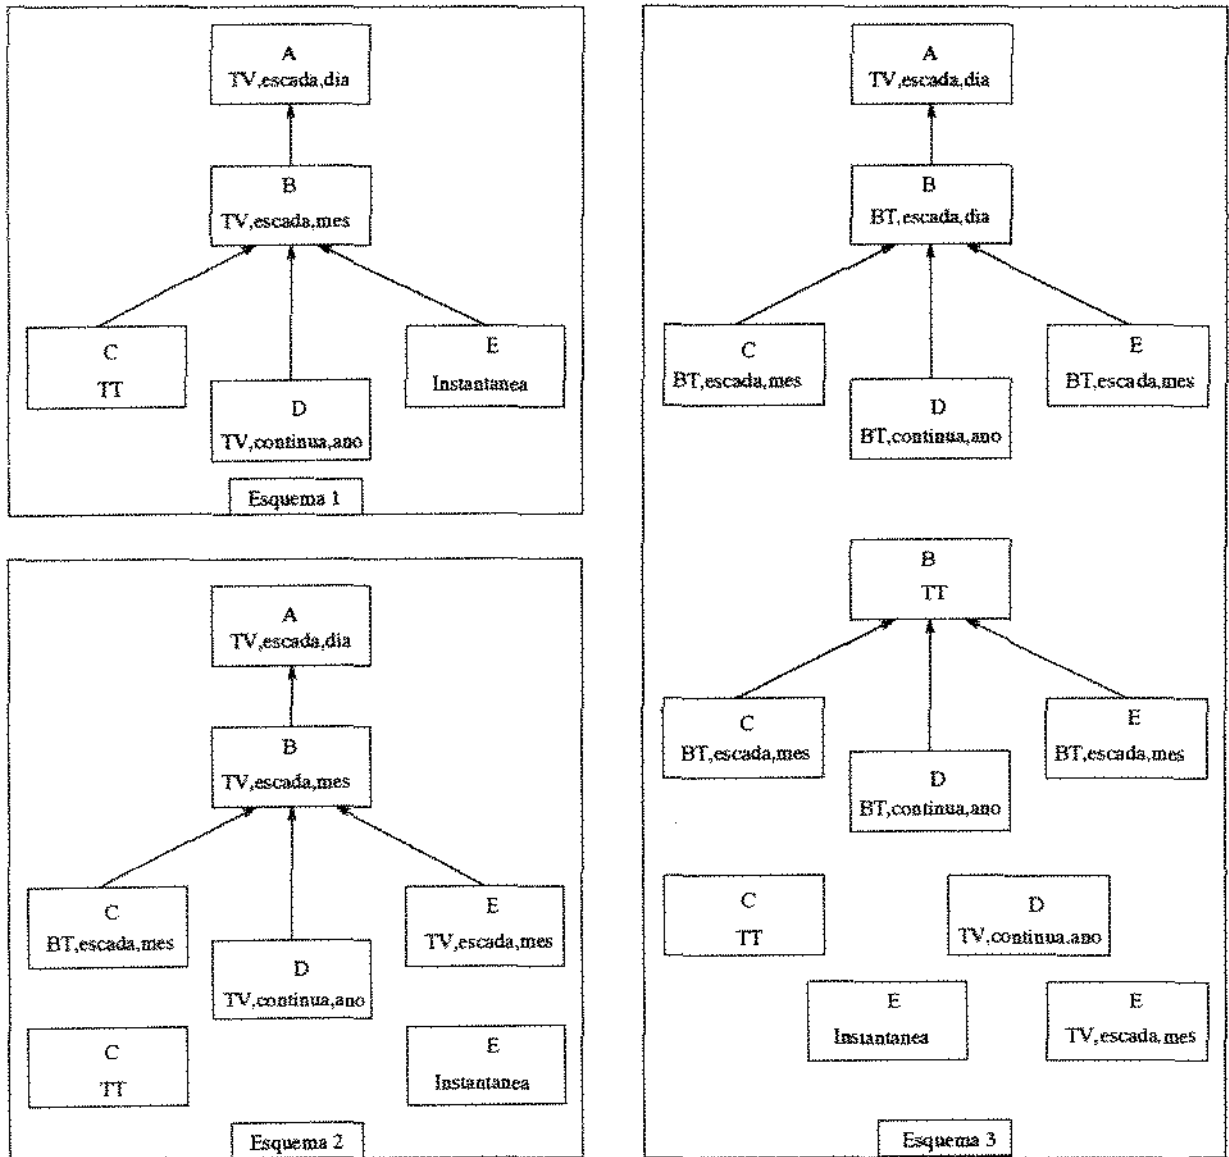 A
TV,escada,dia
B
TV,escada,mes
C
TT
E
Instantanea
D
TV,continua,ano
Esquema 1
A
TV,escada,dia
B
TV,escada,mes
C
BT,escada,mes
E
TV,escada,mes
D
TV,continua,ano
C
TT
E
Instantanea
Esquema 2
A
TV,escada,dia
B
BT,escada,dia
C
BT,escada,mes
E
BT,escada,mes
D
BT,continua,ano
B
TT
C
BT,escada,mes
E
BT,escada,mes
D
BT,continua,ano
C
TT
D
TV,continua,ano
E
Instantanea
E
TV,escada,mes
Esquema 3